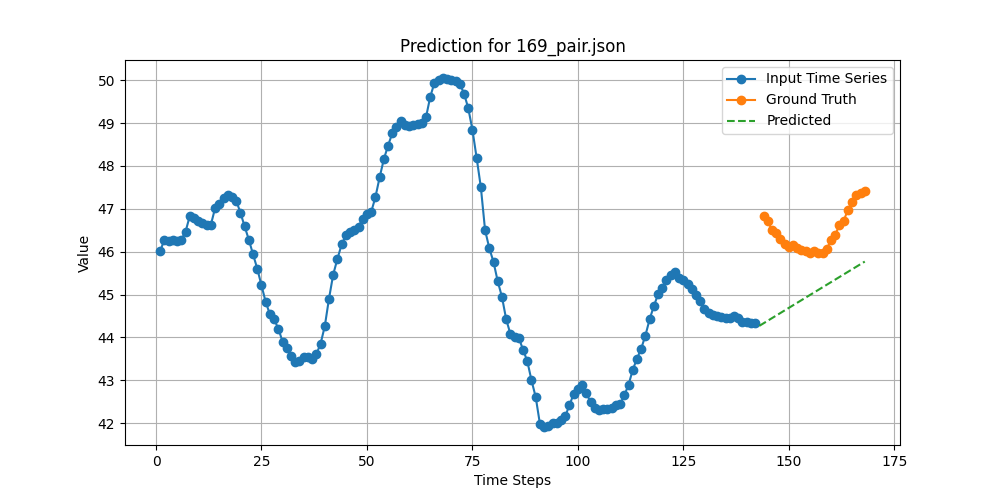 Prediction for 169_pair.json
Input Time Series
Ground Truth
Predicted
Value
50
49
48
47
46
45
44
43
42
0 25 50 75 100 125 150 175
Time Steps